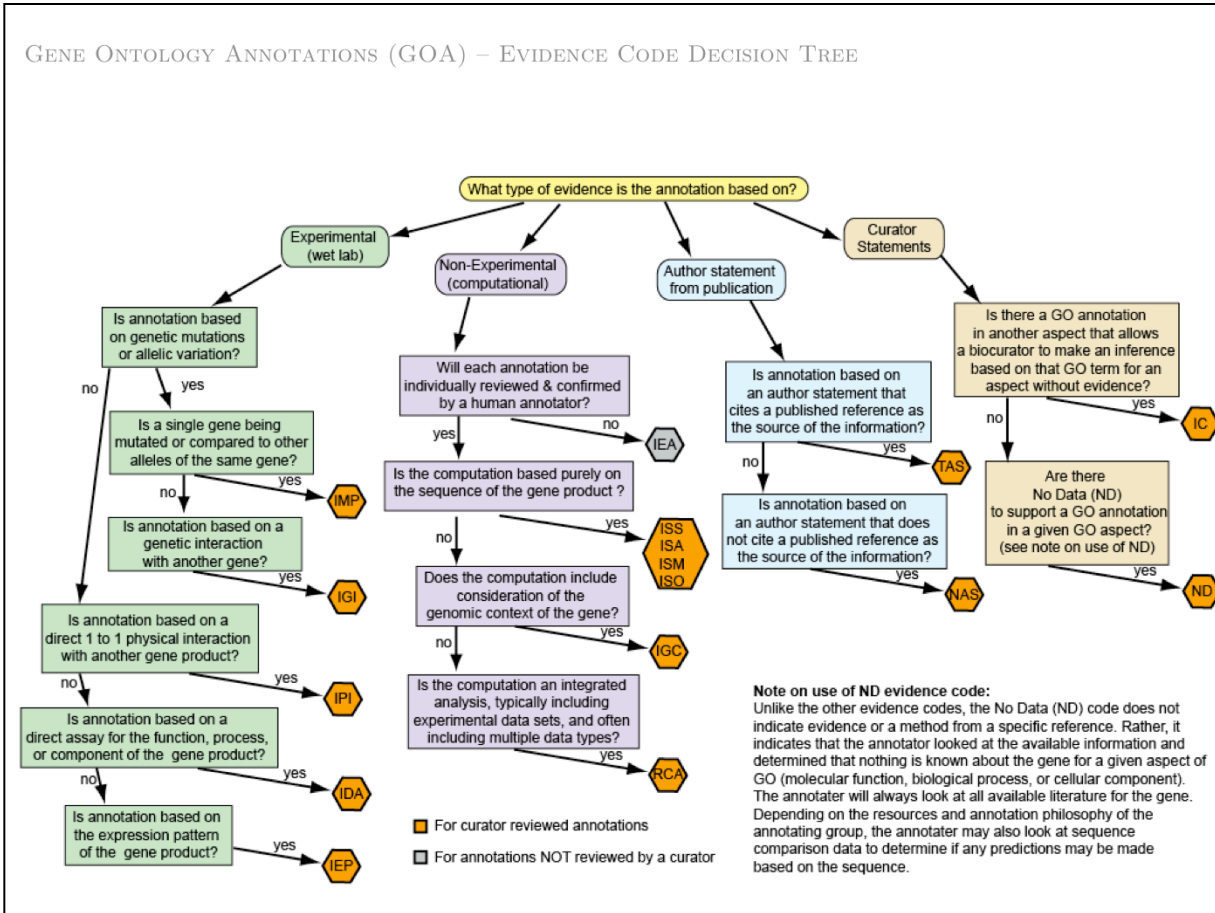 GENE ONTOLOGY ANNOTATIONS (GOA) – EVIDENCE CODE DECISION TREE
What type of evidence is the annotation based on?
Experimental
(wet lab)
Is annotation based
on genetic mutations
or allelic variation?
no
yes
Is a single gene being
mutated or compared to other
alleles of the same gene?
yes
IMP
no
Is annotation based on a
genetic interaction
with another gene?
yes
IGI
Is annotation based on a
direct 1 to 1 physical interaction
with another gene product?
yes
IPI
no
Is annotation based on a
direct assay for the function, process,
or component of the gene product?
yes
IDA
no
Is annotation based on
the expression pattern
of the gene product?
yes
IEP
Non-Experimental
(computational)
Will each annotation be
individually reviewed & confirmed
by a human annotator?
no
IEA
yes
Is the computation based purely on
the sequence of the gene product ?
yes
ISS
ISA
ISM
ISO
no
Does the computation include
consideration of the
genomic context of the gene?
yes
IGC
no
Is the computation an integrated
analysis, typically including
experimental data sets, and often
including multiple data types?
yes
RCA
Author statement
from publication
Is annotation based on
an author statement that
cites a published reference as
the source of the information?
yes
TAS
no
Is annotation based on
an author statement that does
not cite a published reference as
the source of the information?
yes
NAS
Curator
Statements
Is there a GO annotation
in another aspect that allows
a biocurator to make an inference
based on that GO term for an
aspect without evidence?
yes
IC
no
Are there
No Data (ND)
to support a GO annotation
in a given GO aspect?
(see note on use of ND)
yes
ND
For curator reviewed annotations
For annotations NOT reviewed by a curator
Note on use of ND evidence code:
Unlike the other evidence codes, the No Data (ND) code does not
indicate evidence or a method from a specific reference. Rather, it
indicates that the annotator looked at the available information and
determined that nothing is known about the gene for a given aspect of
GO (molecular function, biological process, or cellular component).
The annotater will always look at all available literature for the gene.
Depending on the resources and annotation philosophy of the
annotating group, the annotater may also look at sequence
comparison data to determine if any predictions may be made
based on the sequence.